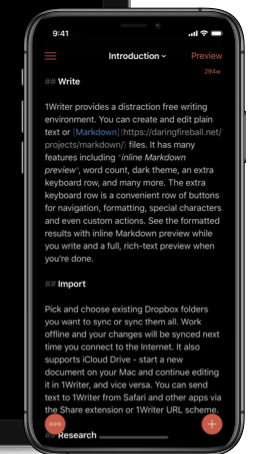 9:41
Introduction
Preview
294w
## Write
1Writer provides a distraction free writing
environment. You can create and edit plain
text or [Markdown](https://daringfireball.net/
projects/markdown/) files. It has many
features including *inline Markdown
preview*, word count, dark theme, an extra
keyboard row, and many more. The extra
keyboard row is a convenient row of buttons
for navigation, formatting, special characters
and even custom actions. See the formatted
results with inline Markdown preview while
you write and a full, rich-text preview when
you're done.
## Import
Pick and choose existing Dropbox folders
you want to sync or sync them all. Work
offline and your changes will be synced next
time you connect to the Internet. It also
supports iCloud Drive - start a new
document on your Mac and continue editing
it in 1Writer, and vice versa. You can send
text to 1Writer from Safari and other apps via
the Share extension or 1Writer URL scheme.
## Research